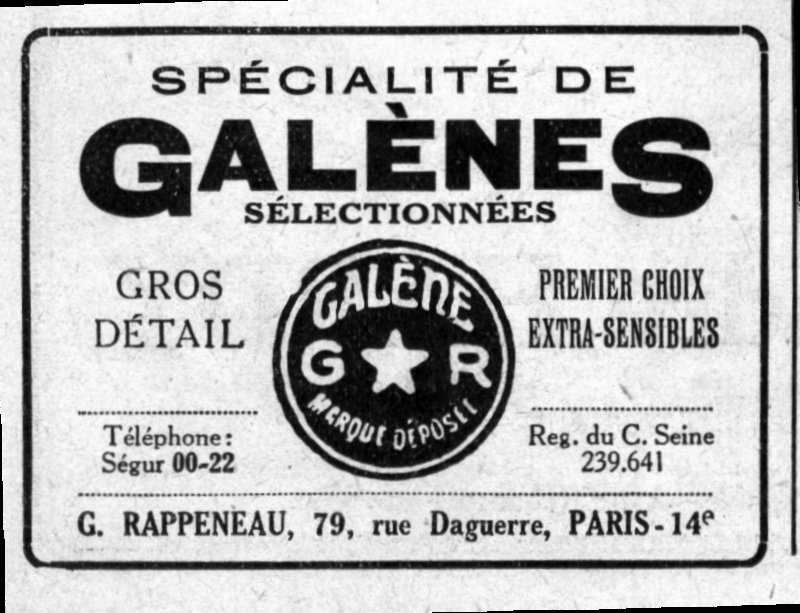 SPÉCIALITÉ DE
GALÈNES
SÉLECTIONNÉES
GROS
DÉTAIL
GALÈNE
G R
MARQUE DÉPOSÉE
PREMIER CHOIX
EXTRA-SENSIBLES
Téléphone:
Ségur 00-22
Reg. du C. Seine
239.641
G. RAPPENEAU, 79, rue Daguerre, PARIS-14e